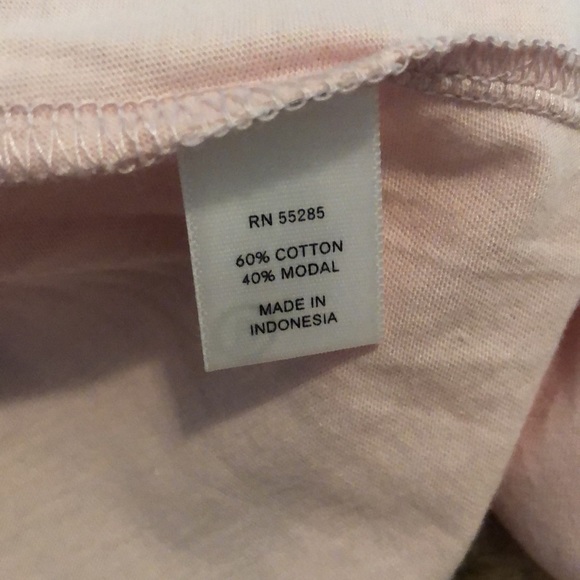 RN 55285
60% COTTON
40% MODAL
MADE IN
INDONESIA